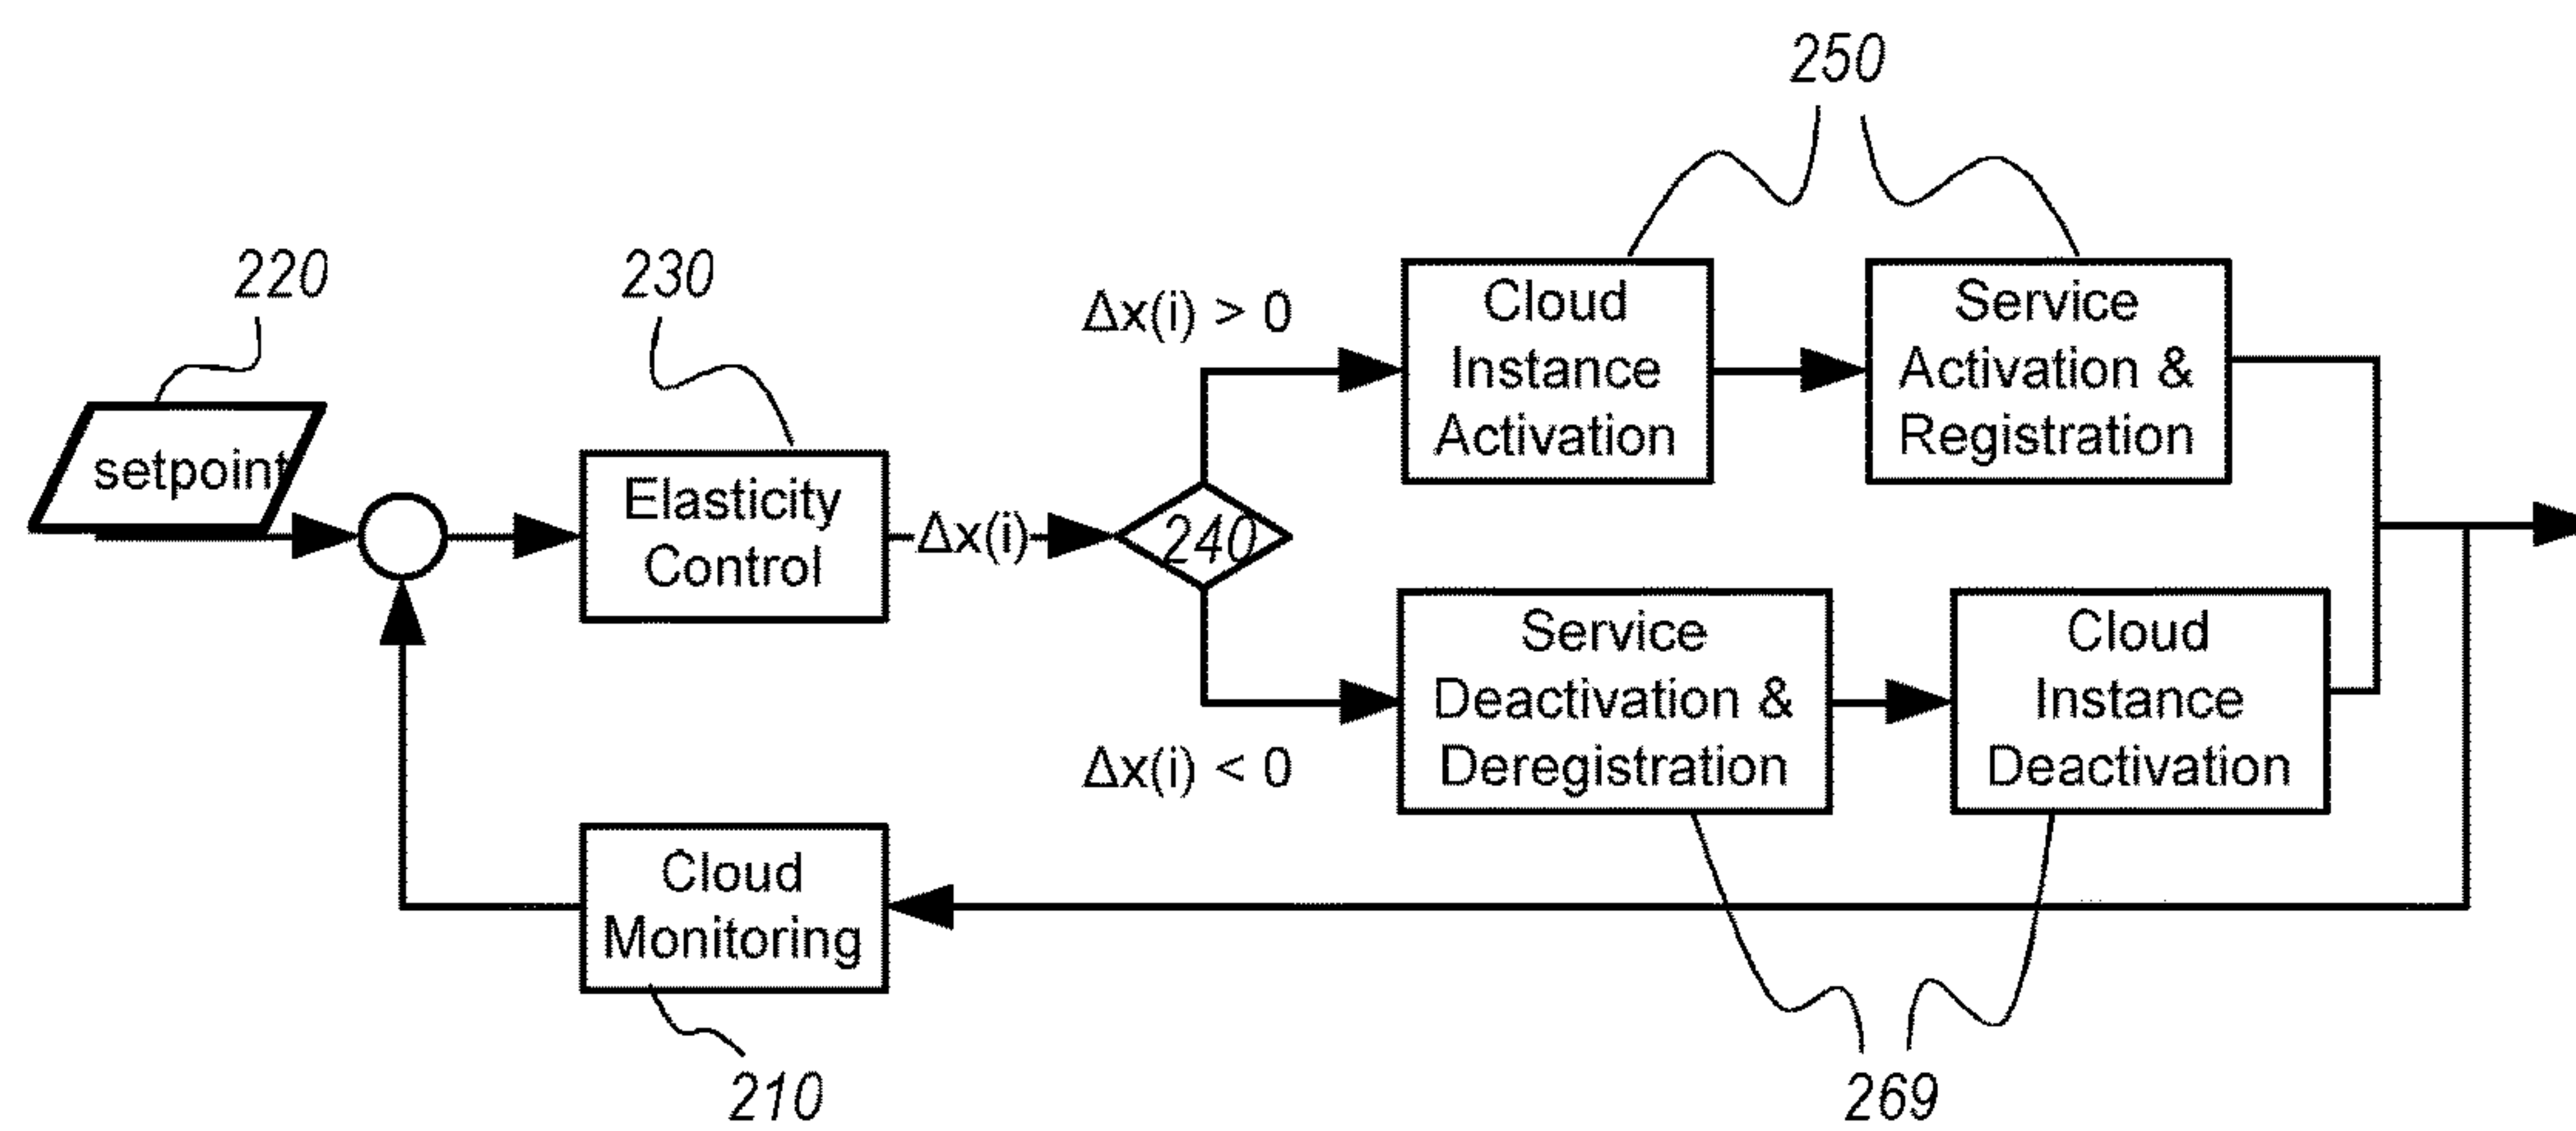 250
220
230
Δx(i) > 0
Cloud
Instance
Activation
Service
Activation &
Registration
setpoint
Elasticity
Control
Δx(i)
240
Service
Deactivation &
Deregistration
Cloud
Instance
Deactivation
Δx(i) < 0
Cloud
Monitoring
210
269